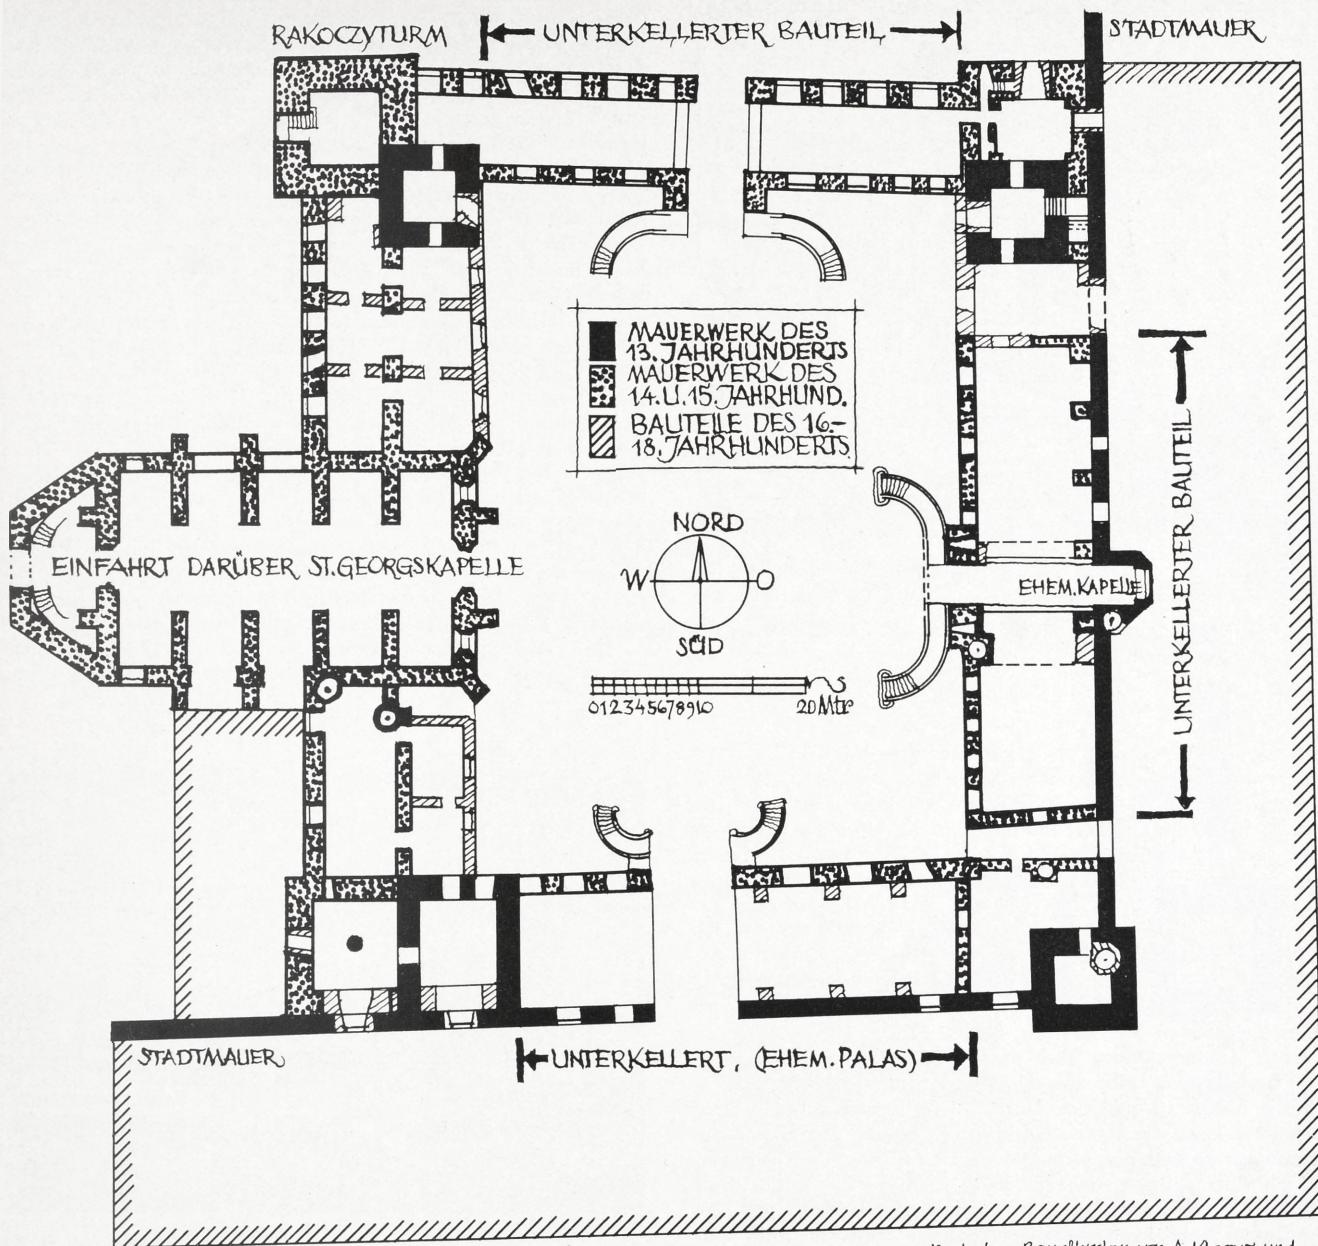 RAKOCZYTURM
UNTERKELLERTER BAUTEIL
STADTMAUER
MAUERWERK DES
13. JAHRHUNDERTS
MAUERWERK DES
14. U. 15. JAHRHUND.
BAUTEILE DES 16.-
18. JAHRHUNDERTS
UNTERKELLERTER BAUTEIL
NORD
W O
SÜD
EINFAHRT DARÜBER ST. GEORGSKAPELLE
EHEM. KAPELLE
0 1 2 3 4 5 6 7 8 9 10 20 Mtr
STADTMAUER
UNTERKELLERT, (EHEM. PALAS)